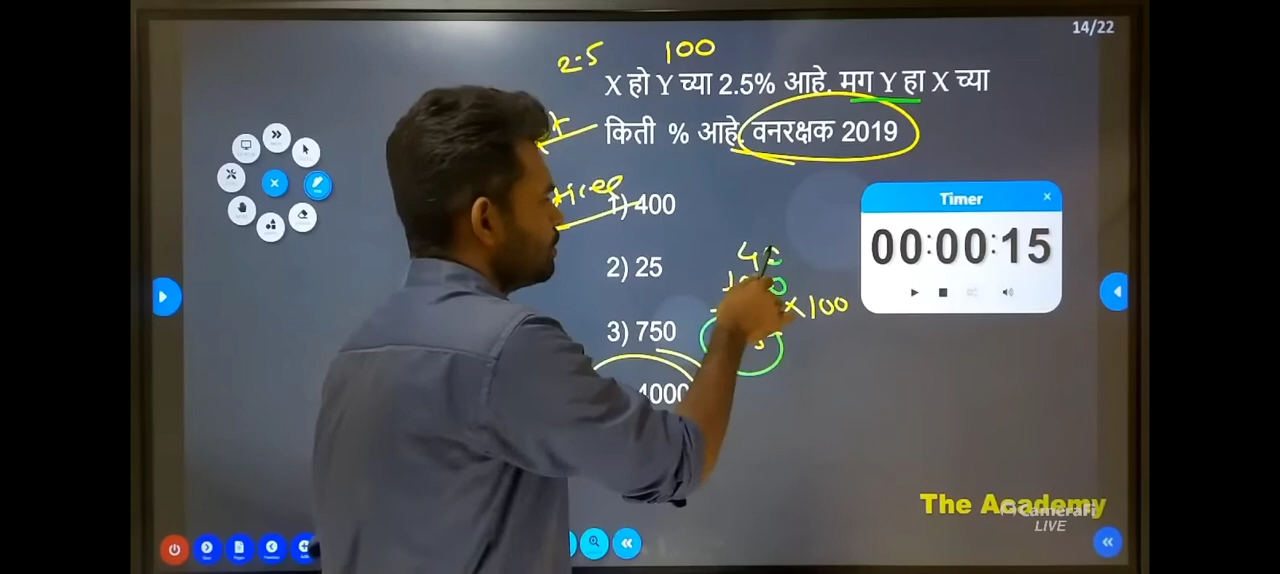 14/22
2.5 100
X हो Y च्या 2.5% आहे. मग Y हा X च्या
किती % आहे. वनरक्षक 2019
1) 400
2) 25
3) 750
4000
×100
Timer
00:00:15
The Academy
CameraFi
LIVE